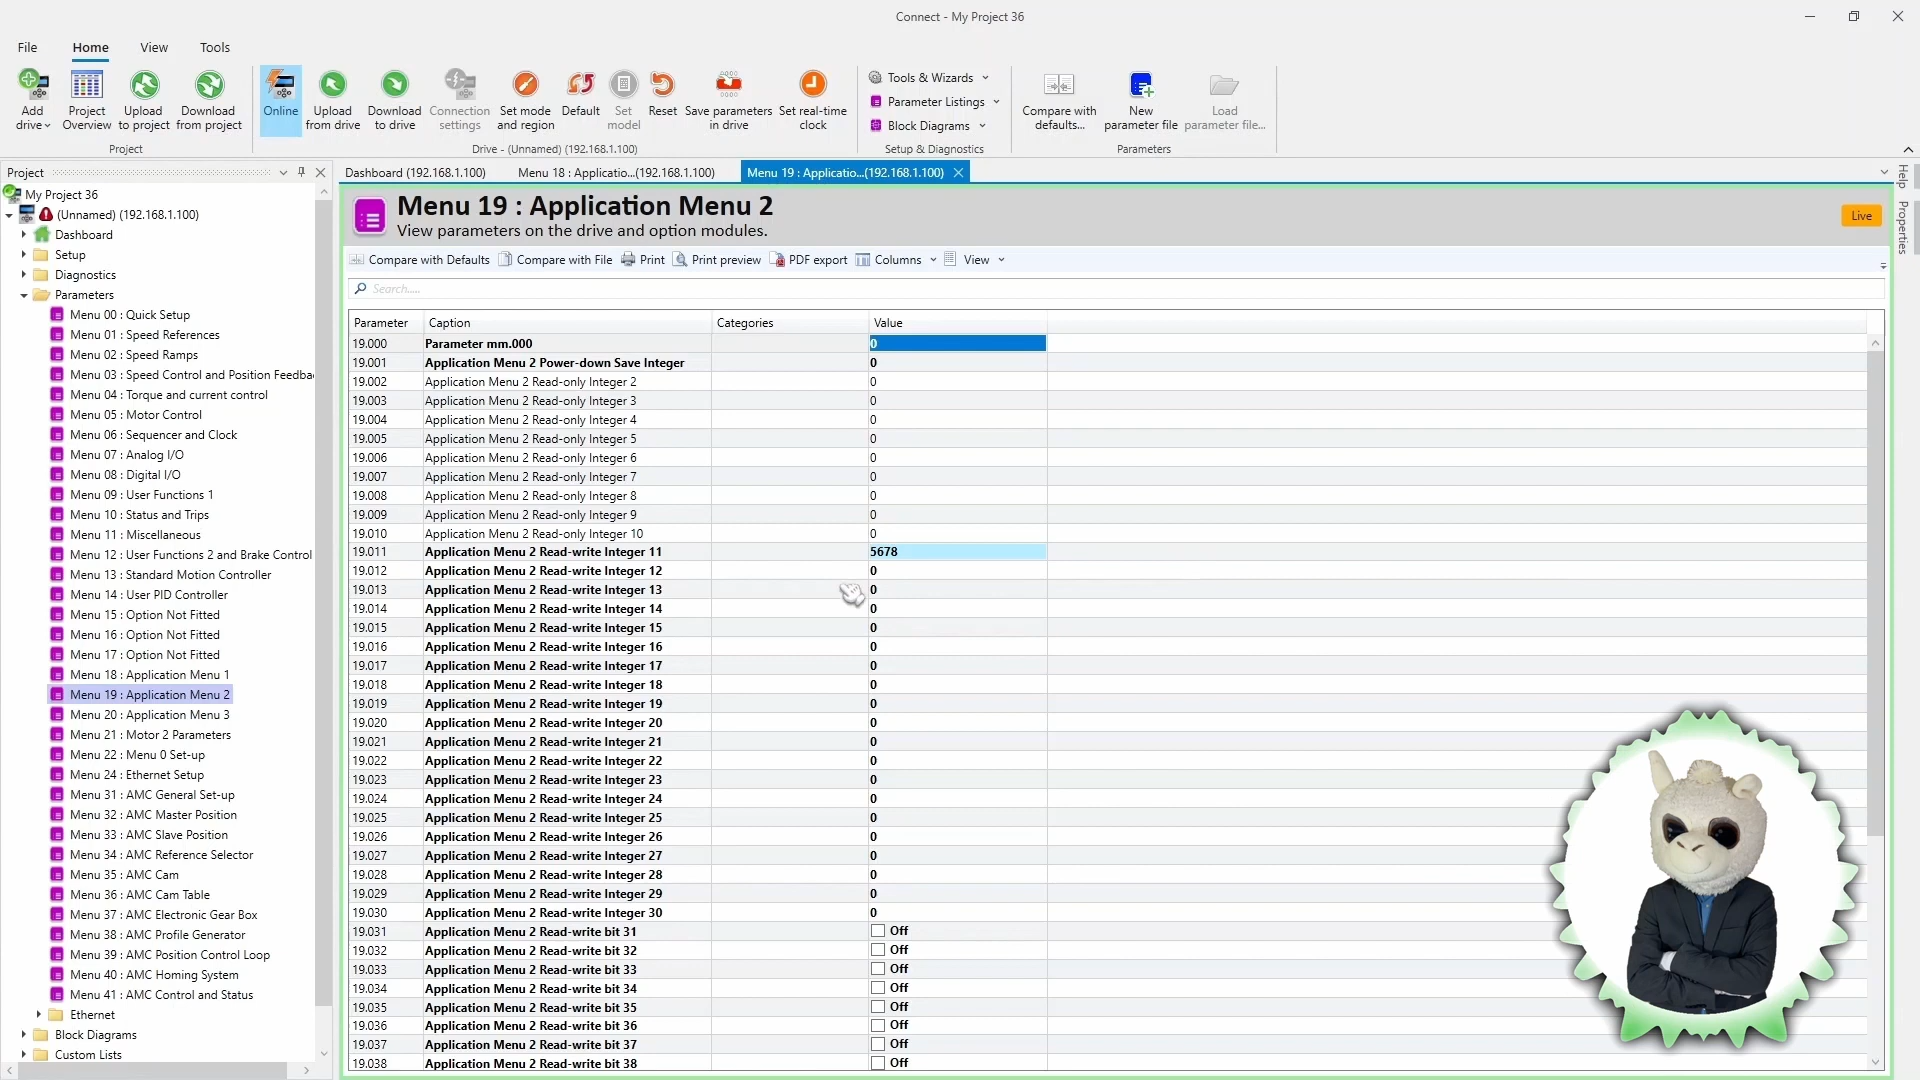 Connect - My Project 36
File Home View Tools
Add drive
Project Overview
Upload to project
Download from project
Project
Online
Upload from drive
Download to drive
Connection settings
Set mode and region
Default
Set model
Reset
Save parameters in drive
Set real-time clock
Drive - (Unnamed) (192.168.1.100)
Tools & Wizards
Parameter Listings
Block Diagrams
Setup & Diagnostics
Compare with defaults...
New parameter file
Load parameter file...
Parameters
Project
My Project 36
(Unnamed) (192.168.1.100)
Dashboard
Setup
Diagnostics
Parameters
Menu 00 : Quick Setup
Menu 01 : Speed References
Menu 02 : Speed Ramps
Menu 03 : Speed Control and Position Feedba
Menu 04 : Torque and current control
Menu 05 : Motor Control
Menu 06 : Sequencer and Clock
Menu 07 : Analog I/O
Menu 08 : Digital I/O
Menu 09 : User Functions 1
Menu 10 : Status and Trips
Menu 11 : Miscellaneous
Menu 12 : User Functions 2 and Brake Control
Menu 13 : Standard Motion Controller
Menu 14 : User PID Controller
Menu 15 : Option Not Fitted
Menu 16 : Option Not Fitted
Menu 17 : Option Not Fitted
Menu 18 : Application Menu 1
Menu 19 : Application Menu 2
Menu 20 : Application Menu 3
Menu 21 : Motor 2 Parameters
Menu 22 : Menu 0 Set-up
Menu 24 : Ethernet Setup
Menu 31 : AMC General Set-up
Menu 32 : AMC Master Position
Menu 33 : AMC Slave Position
Menu 34 : AMC Reference Selector
Menu 35 : AMC Cam
Menu 36 : AMC Cam Table
Menu 37 : AMC Electronic Gear Box
Menu 38 : AMC Profile Generator
Menu 39 : AMC Position Control Loop
Menu 40 : AMC Homing System
Menu 41 : AMC Control and Status
Ethernet
Block Diagrams
Custom Lists
Dashboard (192.168.1.100) Menu 18 : Applicatio...(192.168.1.100) Menu 19 : Applicatio...(192.168.1.100)
Menu 19 : Application Menu 2
View parameters on the drive and option modules.
Live
Compare with Defaults Compare with File Print Print preview PDF export Columns View
Search.....
Parameter Caption Categories Value
19.000 Parameter mm.000 0
19.001 Application Menu 2 Power-down Save Integer 0
19.002 Application Menu 2 Read-only Integer 2 0
19.003 Application Menu 2 Read-only Integer 3 0
19.004 Application Menu 2 Read-only Integer 4 0
19.005 Application Menu 2 Read-only Integer 5 0
19.006 Application Menu 2 Read-only Integer 6 0
19.007 Application Menu 2 Read-only Integer 7 0
19.008 Application Menu 2 Read-only Integer 8 0
19.009 Application Menu 2 Read-only Integer 9 0
19.010 Application Menu 2 Read-only Integer 10 0
19.011 Application Menu 2 Read-write Integer 11 5678
19.012 Application Menu 2 Read-write Integer 12 0
19.013 Application Menu 2 Read-write Integer 13 0
19.014 Application Menu 2 Read-write Integer 14 0
19.015 Application Menu 2 Read-write Integer 15 0
19.016 Application Menu 2 Read-write Integer 16 0
19.017 Application Menu 2 Read-write Integer 17 0
19.018 Application Menu 2 Read-write Integer 18 0
19.019 Application Menu 2 Read-write Integer 19 0
19.020 Application Menu 2 Read-write Integer 20 0
19.021 Application Menu 2 Read-write Integer 21 0
19.022 Application Menu 2 Read-write Integer 22 0
19.023 Application Menu 2 Read-write Integer 23 0
19.024 Application Menu 2 Read-write Integer 24 0
19.025 Application Menu 2 Read-write Integer 25 0
19.026 Application Menu 2 Read-write Integer 26 0
19.027 Application Menu 2 Read-write Integer 27 0
19.028 Application Menu 2 Read-write Integer 28 0
19.029 Application Menu 2 Read-write Integer 29 0
19.030 Application Menu 2 Read-write Integer 30 0
19.031 Application Menu 2 Read-write bit 31 Off
19.032 Application Menu 2 Read-write bit 32 Off
19.033 Application Menu 2 Read-write bit 33 Off
19.034 Application Menu 2 Read-write bit 34 Off
19.035 Application Menu 2 Read-write bit 35 Off
19.036 Application Menu 2 Read-write bit 36 Off
19.037 Application Menu 2 Read-write bit 37 Off
19.038 Application Menu 2 Read-write bit 38 Off
Help
Properties